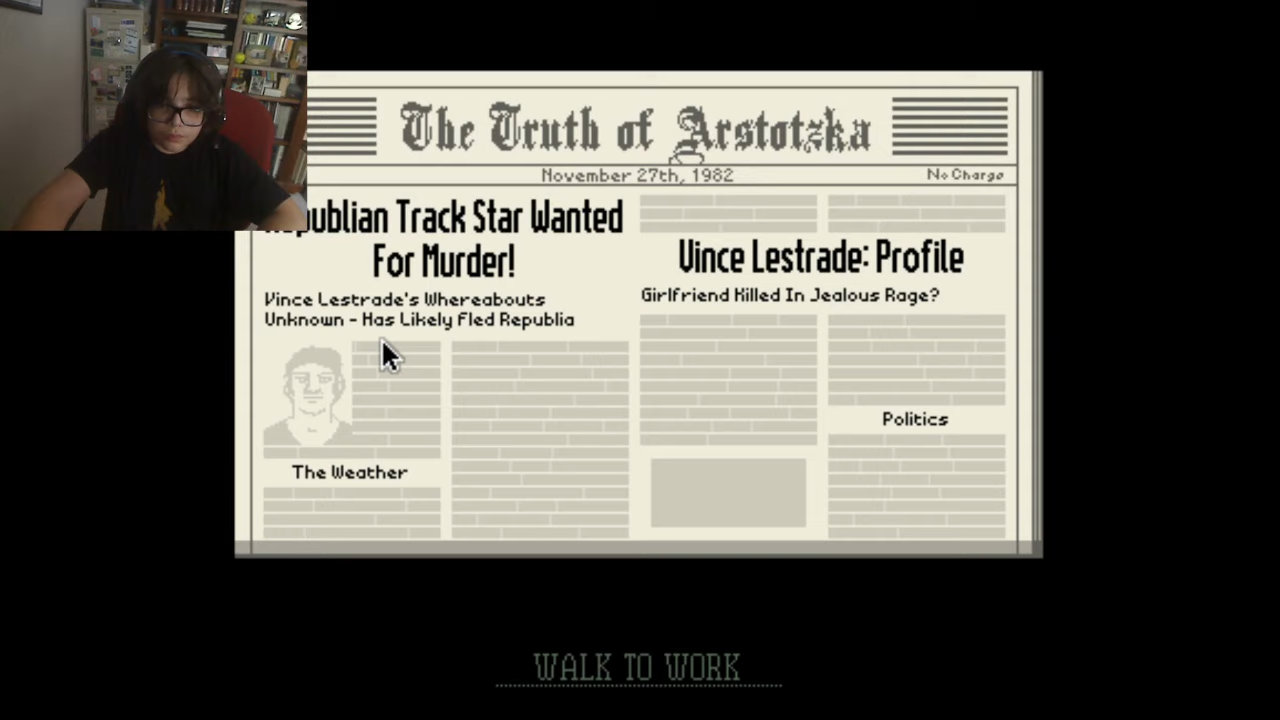 The Truth of Arstotzka
November 27th, 1982
No Charge
Track Star Wanted
For Murder!
Vince Lestrade's Whereabouts
Unknown - Has Likely Fled Republia
The Weather
Vince Lestrade: Profile
Girlfriend Killed In Jealous Rage?
Politics
WALK TO WORK